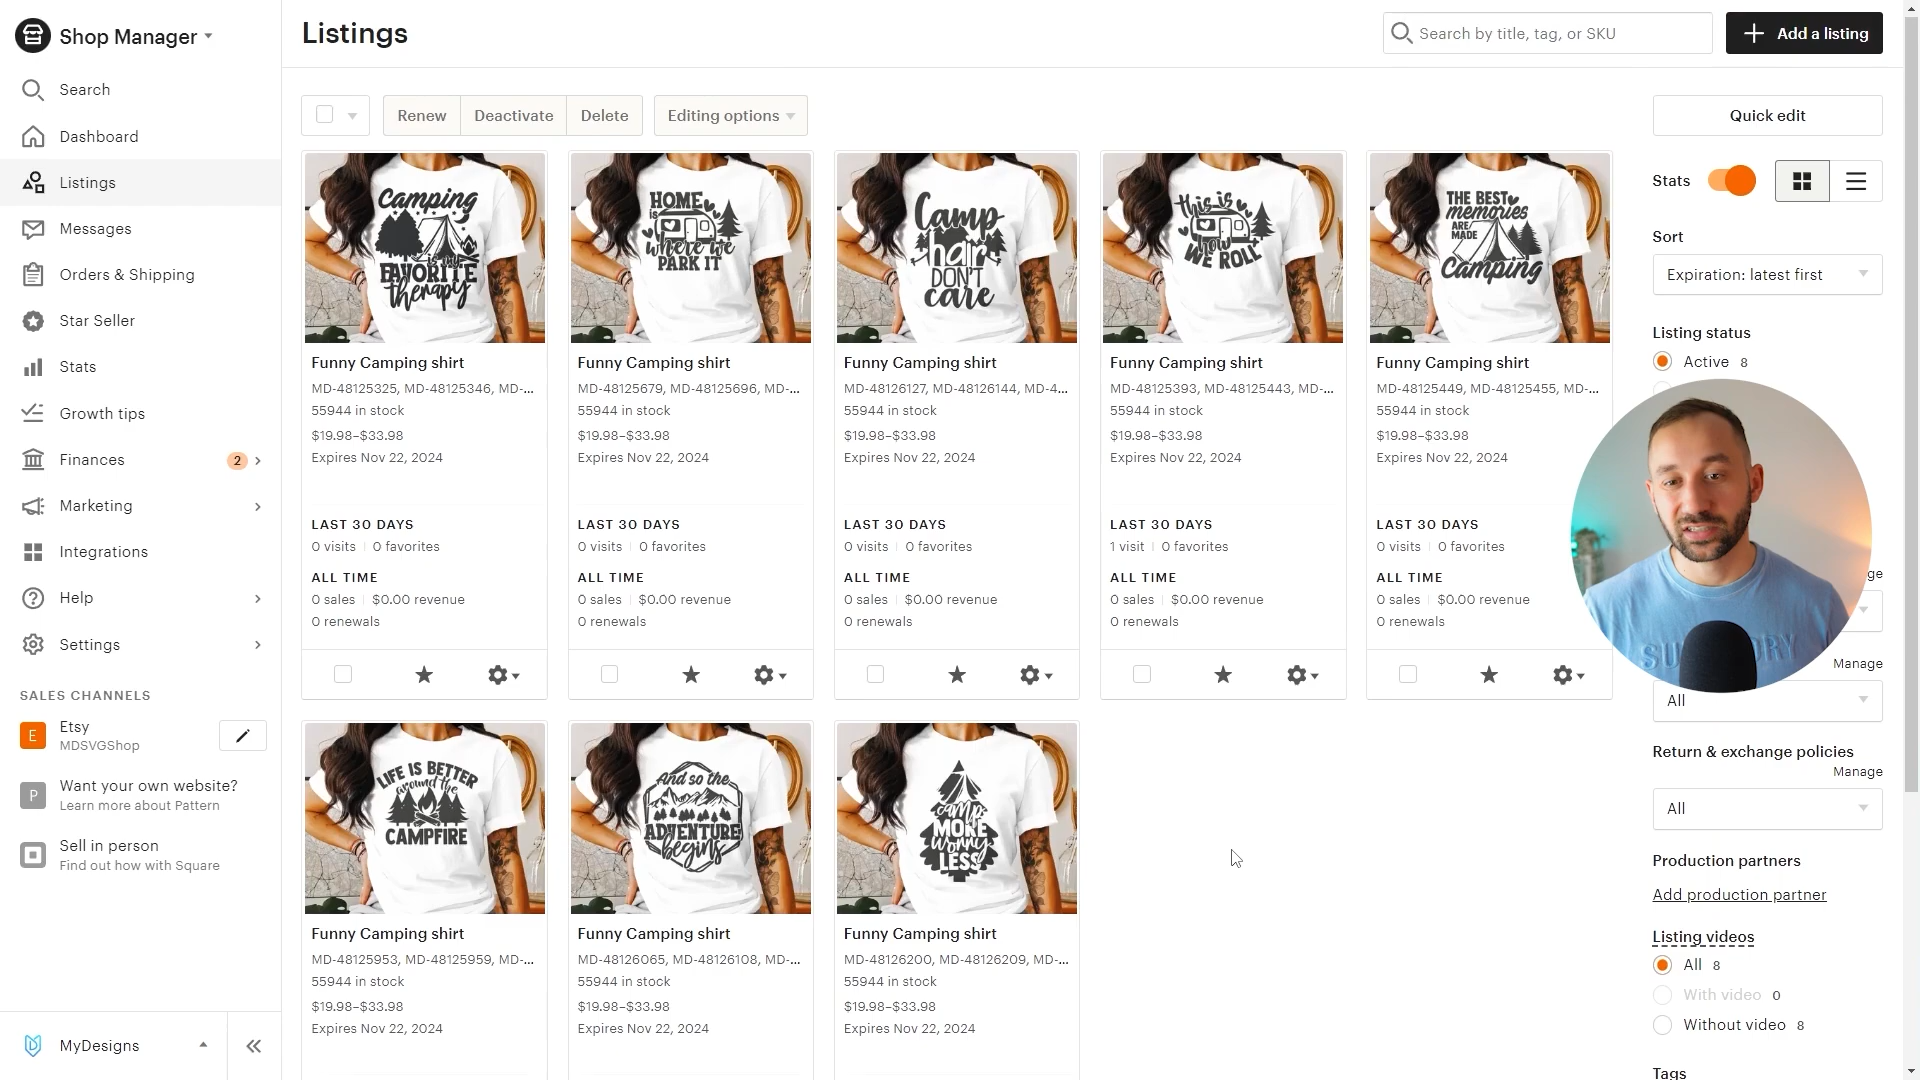 Shop Manager
Search
Dashboard
Listings
Messages
Orders & Shipping
Star Seller
Stats
Growth tips
Finances 2
Marketing
Integrations
Help
Settings
SALES CHANNELS
E Etsy
MDSVGShop
P Want your own website?
Learn more about Pattern
Sell in person
Find out how with Square
MyDesigns
Listings
Search by title, tag, or SKU
Add a listing
Renew Deactivate Delete Editing options
Camping
is my
FAVORITE
therapy
Funny Camping shirt
MD-48125325, MD-48125346, MD-...
55944 in stock
$19.98–$33.98
Expires Nov 22, 2024
LAST 30 DAYS
0 visits 0 favorites
ALL TIME
0 sales $0.00 revenue
0 renewals
HOME
is
where we
PARK IT
Funny Camping shirt
MD-48125679, MD-48125696, MD-...
55944 in stock
$19.98–$33.98
Expires Nov 22, 2024
LAST 30 DAYS
0 visits 0 favorites
ALL TIME
0 sales $0.00 revenue
0 renewals
Camp
hair
DON'T
care
Funny Camping shirt
MD-48126127, MD-48126144, MD-4...
55944 in stock
$19.98–$33.98
Expires Nov 22, 2024
LAST 30 DAYS
0 visits 0 favorites
ALL TIME
0 sales $0.00 revenue
0 renewals
this is
how
WE ROLL
Funny Camping shirt
MD-48125393, MD-48125443, MD-...
55944 in stock
$19.98–$33.98
Expires Nov 22, 2024
LAST 30 DAYS
1 visit 0 favorites
ALL TIME
0 sales $0.00 revenue
0 renewals
THE BEST
memories
ARE
MADE
Camping
Funny Camping shirt
MD-48125449, MD-48125455, MD-...
55944 in stock
$19.98–$33.98
Expires Nov 22, 2024
LAST 30 DAYS
0 visits 0 favorites
ALL TIME
0 sales $0.00 revenue
0 renewals
LIFE IS BETTER
around the
CAMPFIRE
Funny Camping shirt
MD-48125953, MD-48125959, MD-...
55944 in stock
$19.98–$33.98
Expires Nov 22, 2024
And so the
ADVENTURE
begins
Funny Camping shirt
MD-48126065, MD-48126108, MD-...
55944 in stock
$19.98–$33.98
Expires Nov 22, 2024
camp
MORE
worry
LESS
Funny Camping shirt
MD-48126200, MD-48126209, MD-...
55944 in stock
$19.98–$33.98
Expires Nov 22, 2024
Quick edit
Stats
Sort
Expiration: latest first
Listing status
Active 8
ge
Manage
All
Return & exchange policies
Manage
All
Production partners
Add production partner
Listing videos
All 8
With video 0
Without video 8
Tags